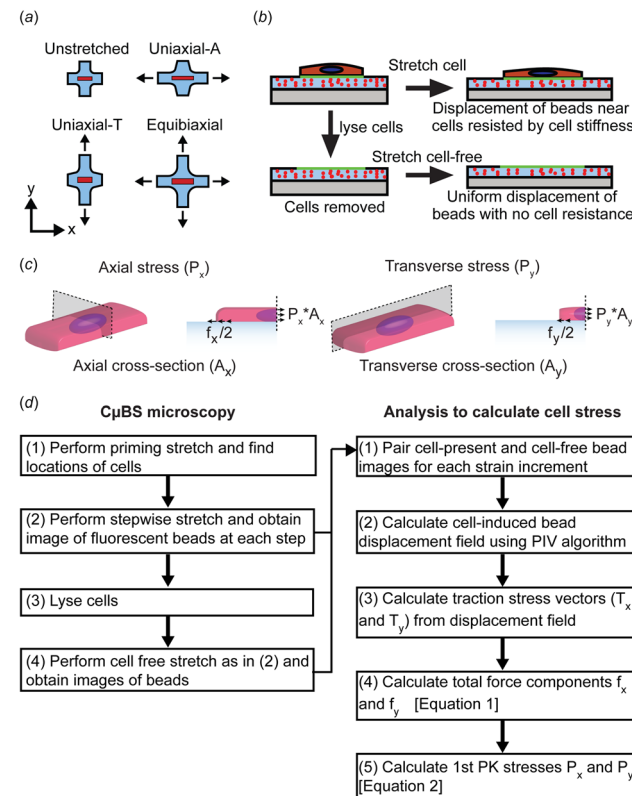 (a)
Unstretched
Uniaxial-A
Uniaxial-T
Equibiaxial
y
x
(b)
Stretch cell
Displacement of beads near
cells resisted by cell stiffness
lyse cells
Stretch cell-free
Cells removed
Uniform displacement of
beads with no cell resistance
(c)
Axial stress (Px)
Px*Ax
fx/2
Axial cross-section (Ax)
Transverse stress (Py)
Py*Ay
fy/2
Transverse cross-section (Ay)
(d)
CµBS microscopy
(1) Perform priming stretch and find
locations of cells
(2) Perform stepwise stretch and obtain
image of fluorescent beads at each step
(3) Lyse cells
(4) Perform cell free stretch as in (2) and
obtain images of beads
Analysis to calculate cell stress
(1) Pair cell-present and cell-free bead
images for each strain increment
(2) Calculate cell-induced bead
displacement field using PIV algorithm
(3) Calculate traction stress vectors (Tx
and Ty) from displacement field
(4) Calculate total force components fx
and fy [Equation 1]
(5) Calculate 1st PK stresses Px and Py
[Equation 2]